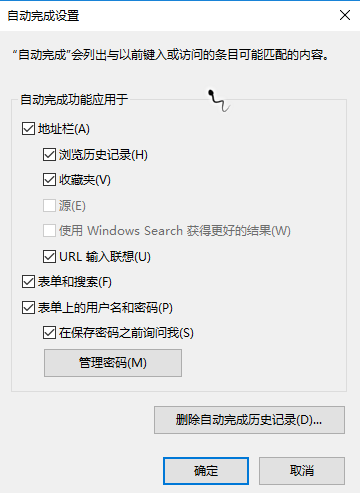 自动完成设置
“自动完成”会列出与以前键入或访问的条目可能匹配的内容。
自动完成功能应用于
地址栏(A)
浏览历史记录(H)
收藏夹(V)
源(E)
使用 Windows Search 获得更好的结果(W)
URL 输入联想(U)
表单和搜索(F)
表单上的用户名和密码(P)
在保存密码之前询问我(S)
管理密码(M)
删除自动完成历史记录(D)...
确定
取消